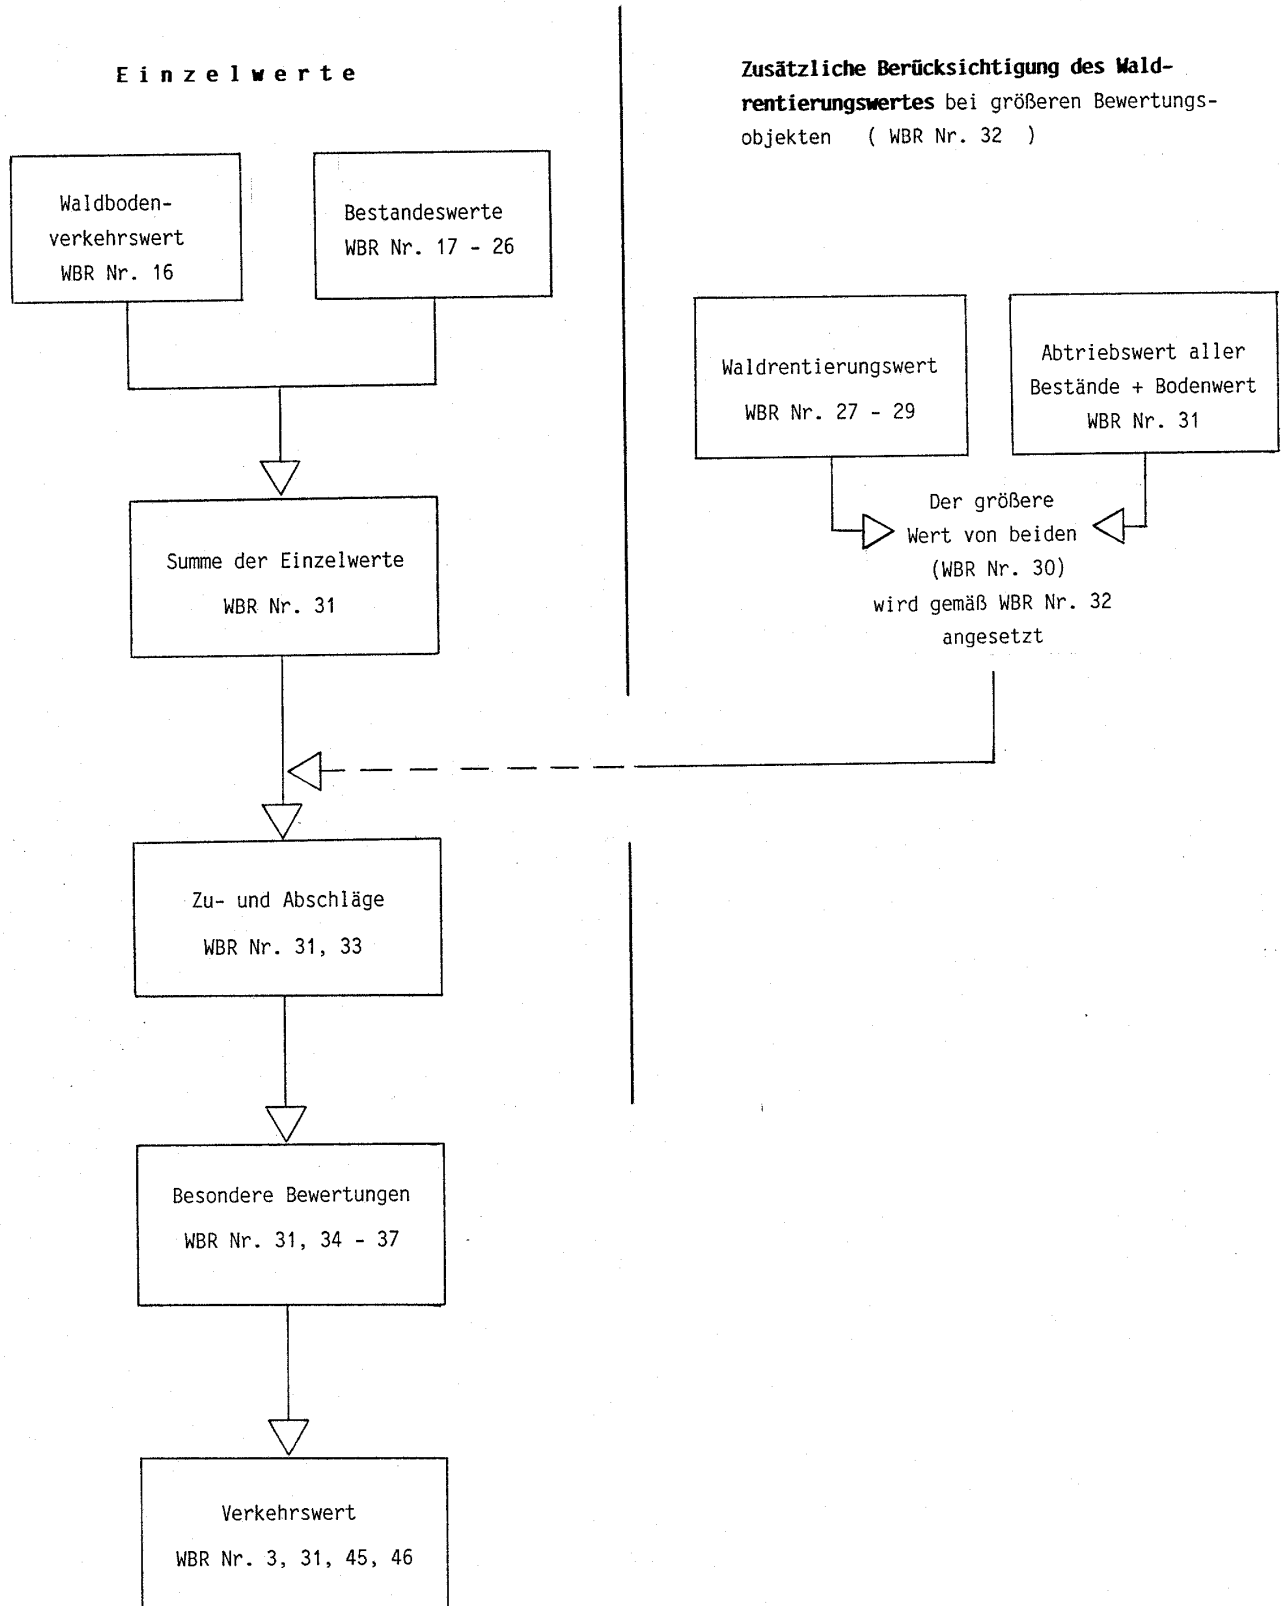 Einzelwerte
Zusätzliche Berücksichtigung des Wald-
rentierungswertes bei größeren Bewertungs-
objekten ( WBR Nr. 32 )
Waldboden-
verkehrswert
WBR Nr. 16
Bestandeswerte
WBR Nr. 17 - 26
Waldrentierungswert
WBR Nr. 27 - 29
Abtriebswert aller
Bestände + Bodenwert
WBR Nr. 31
Der größere
Wert von beiden
(WBR Nr. 30)
wird gemäß WBR Nr. 32
angesetzt
Summe der Einzelwerte
WBR Nr. 31
Zu- und Abschläge
WBR Nr. 31, 33
Besondere Bewertungen
WBR Nr. 31, 34 - 37
Verkehrswert
WBR Nr. 3, 31, 45, 46